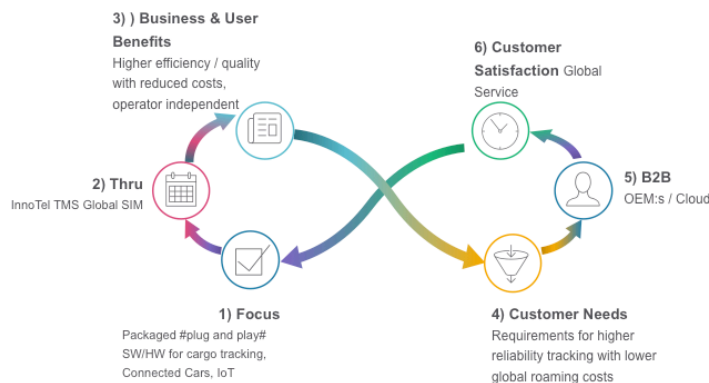 3) ) Business & User
Benefits
Higher efficiency / quality
with reduced costs,
operator independent
6) Customer
Satisfaction Global
Service
2) Thru
InnoTel TMS Global SIM
5) B2B
OEM:s / Cloud
1) Focus
Packaged #plug and play#
SW/HW for cargo tracking,
Connected Cars, IoT
4) Customer Needs
Requirements for higher
reliability tracking with lower
global roaming costs